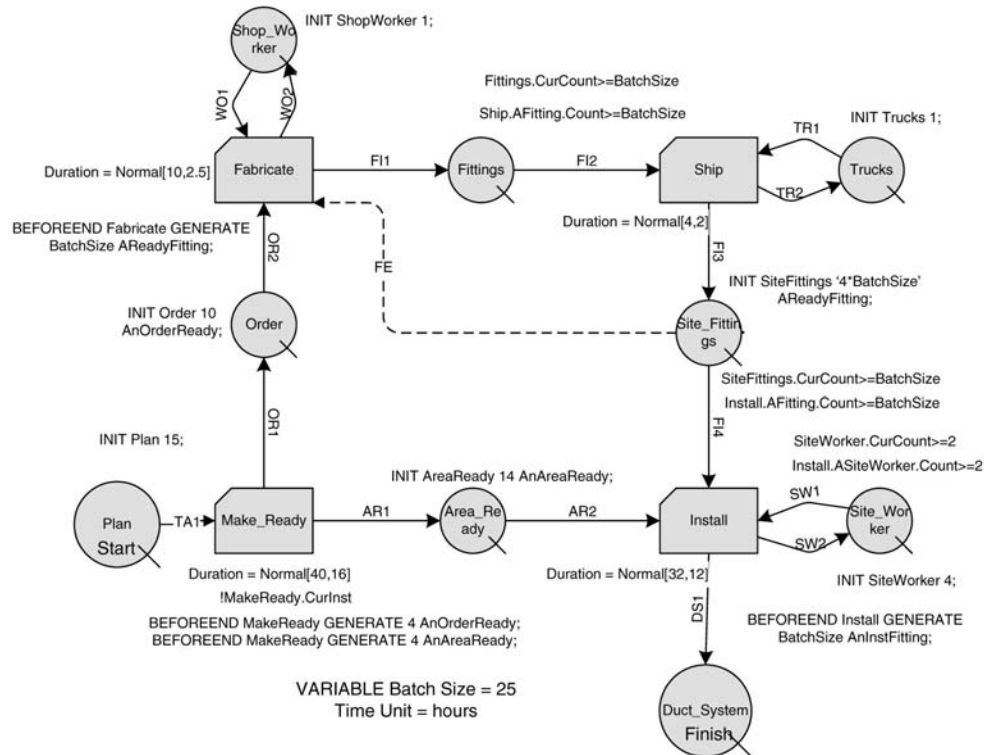 Shop_Wo
rker
INIT ShopWorker 1;
WO1
WO2
Fittings.CurCount>=BatchSize
Ship.AFitting.Count>=BatchSize
INIT Trucks 1;
Duration = Normal[10,2.5]
Fabricate
FI1
Fittings
FI2
Ship
TR1
TR2
Trucks
BEFOREEND Fabricate GENERATE
BatchSize AReadyFitting;
Duration = Normal[4,2]
OR2
FE
FI3
INIT SiteFittings ‘4*BatchSize’
AReadyFitting;
INIT Order 10
AnOrderReady;
Order
Site_Fittin
gs
SiteFittings.CurCount>=BatchSize
Install.AFitting.Count>=BatchSize
OR1
FI4
INIT Plan 15;
SiteWorker.CurCount>=2
Install.ASiteWorker.Count>=2
INIT AreaReady 14 AnAreaReady;
Plan
Start
TA1
Make_Ready
AR1
Area_Re
ady
AR2
Install
SW1
SW2
Site_Wor
ker
Duration = Normal[40,16]
!MakeReady.CurInst
BEFOREEND MakeReady GENERATE 4 AnOrderReady;
BEFOREEND MakeReady GENERATE 4 AnAreaReady;
Duration = Normal[32,12]
INIT SiteWorker 4;
DS1
BEFOREEND Install GENERATE
BatchSize AnInstFitting;
VARIABLE Batch Size = 25
Time Unit = hours
Duct_System
Finish